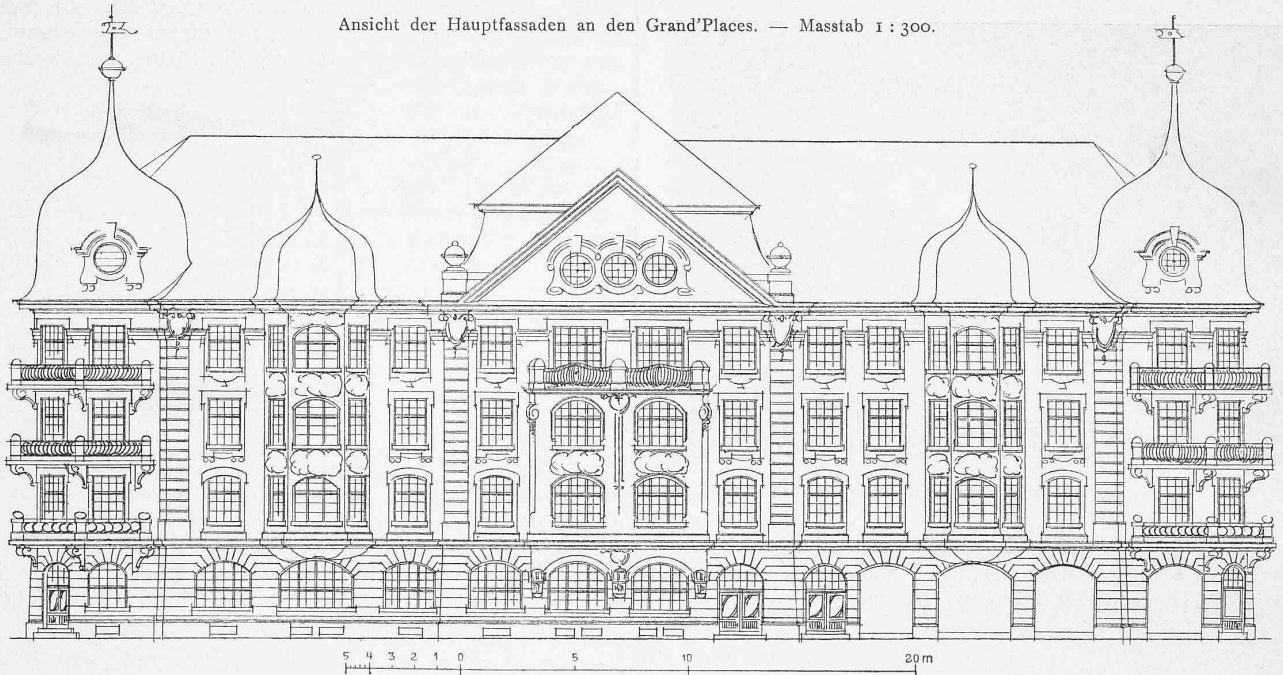 Ansicht der Hauptfassaden an den Grand'Places. — Masstab 1 : 300.
5 4 3 2 1 0 5 10 20 m